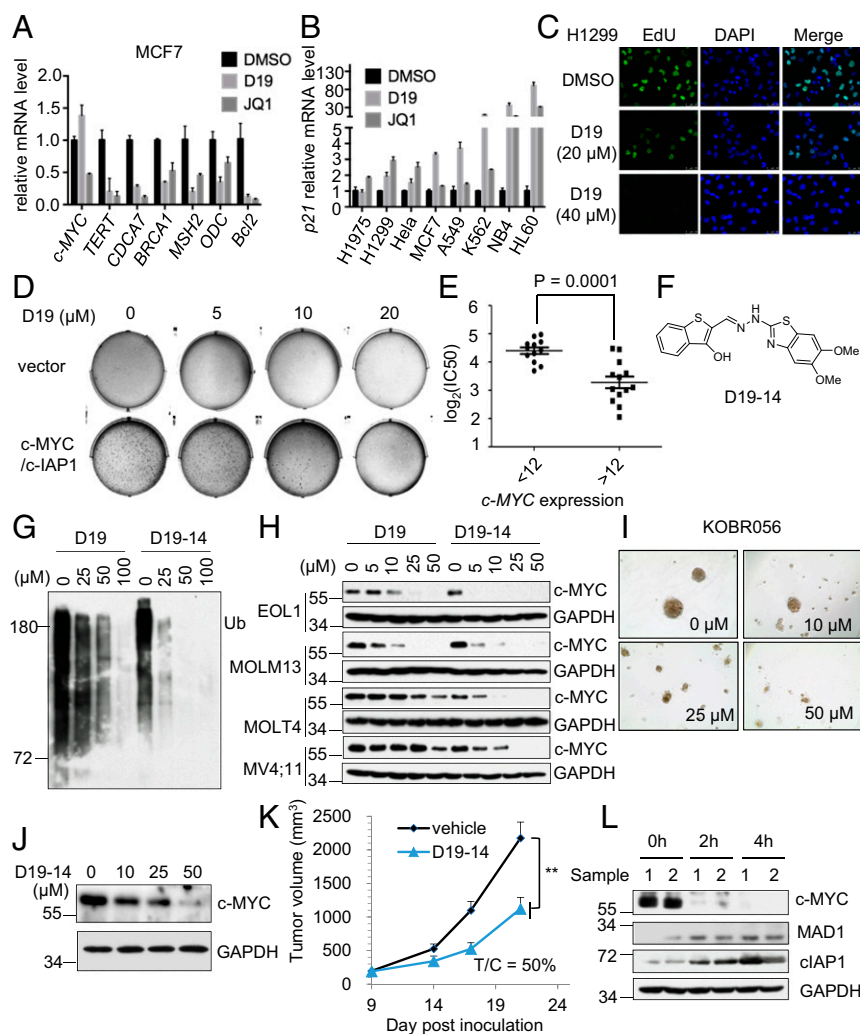 A
MCF7
DMSO
D19
JQ1
relative mRNA level
2.0
1.5
1.0
0.5
0.0
c-MYC
TERT
CDCA7
BRCA1
MSH2
ODC
Bcl2
B
DMSO
D19
JQ1
p21 relative mRNA level
130
80
30
5
4
3
2
1
0
H1975
H1299
Hela
MCF7
A549
K562
NB4
HL60
C
H1299 EdU DAPI Merge
DMSO
D19
(20 µM)
D19
(40 µM)
D
D19 (µM) 0 5 10 20
vector
c-MYC
/c-IAP1
E
P = 0.0001
log2(IC50)
6
5
4
3
2
1
<12
>12
c-MYC expression
F
S
H
N
N
S
N
OH
OMe
OMe
D19-14
G
D19 D19-14
(µM) 0 25 50 100 0 25 50 100
180
Ub
72
H
D19 D19-14
(µM) 0 5 10 25 50 0 5 10 25 50
EOL1 55 c-MYC
34 GAPDH
MOLM13 55 c-MYC
34 GAPDH
MOLT4 55 c-MYC
34 GAPDH
MV4;11 55 c-MYC
34 GAPDH
I
KOBR056
0 µM
10 µM
25 µM
50 µM
J
D19-14 0 10 25 50
(µM)
55 c-MYC
34 GAPDH
K
Tumor volume (mm3)
2500
2000
1500
1000
500
0
vehicle
D19-14
**
T/C = 50%
9 14 19 24
Day post inoculation
L
0h 2h 4h
Sample 1 2 1 2 1 2
55 c-MYC
34 MAD1
72 cIAP1
34 GAPDH